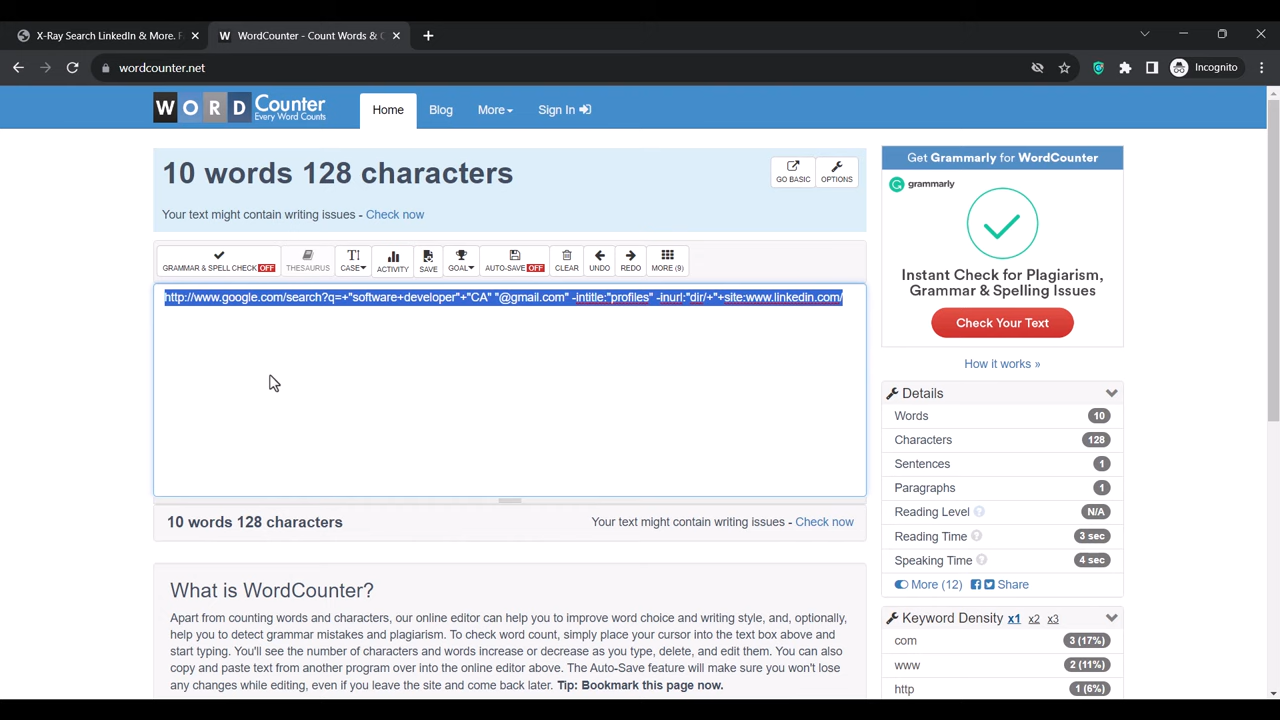 X-Ray Search LinkedIn & More. F
WordCounter - Count Words & C
wordcounter.net
Incognito
WORD Counter
Every Word Counts
Home Blog More Sign In
10 words 128 characters
GO BASIC OPTIONS
Your text might contain writing issues - Check now
GRAMMAR & SPELL CHECK OFF THESAURUS CASE ACTIVITY SAVE GOAL AUTO-SAVE OFF CLEAR UNDO REDO MORE (9)
http://www.google.com/search?q=+"software+developer"+"CA" "@gmail.com" -intitle:"profiles" -inurl:"dir/+"+site:www.linkedin.com/
10 words 128 characters Your text might contain writing issues - Check now
What is WordCounter?
Apart from counting words and characters, our online editor can help you to improve word choice and writing style, and, optionally,
help you to detect grammar mistakes and plagiarism. To check word count, simply place your cursor into the text box above and
start typing. You'll see the number of characters and words increase or decrease as you type, delete, and edit them. You can also
copy and paste text from another program over into the online editor above. The Auto-Save feature will make sure you won't lose
any changes while editing, even if you leave the site and come back later. Tip: Bookmark this page now.
Get Grammarly for WordCounter
grammarly
Instant Check for Plagiarism,
Grammar & Spelling Issues
Check Your Text
How it works »
Details
Words 10
Characters 128
Sentences 1
Paragraphs 1
Reading Level N/A
Reading Time 3 sec
Speaking Time 4 sec
More (12) Share
Keyword Density x1 x2 x3
com 3 (17%)
www 2 (11%)
http 1 (6%)